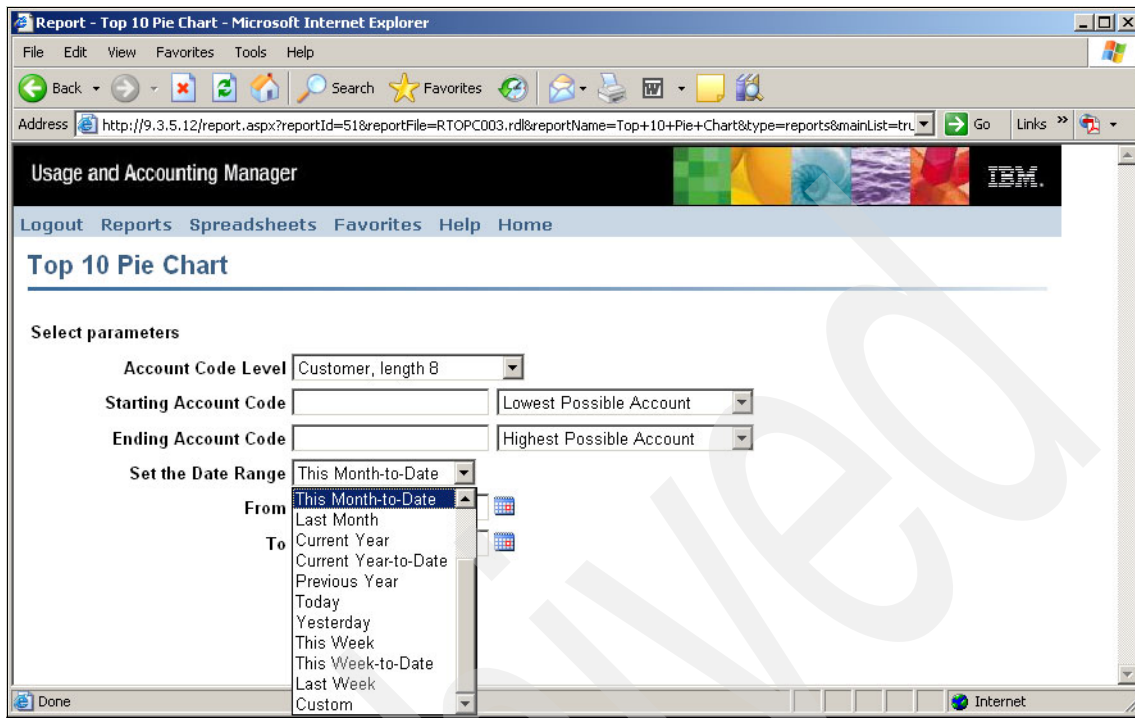 Report - Top 10 Pie Chart - Microsoft Internet Explorer
File Edit View Favorites Tools Help
Back Search Favorites
Address http://9.3.5.12/report.aspx?reportId=51&reportFile=RTOPC003.rdl&reportName=Top+10+Pie+Chart&type=reports&mainList=tru Go Links »
Usage and Accounting Manager IBM.
Logout Reports Spreadsheets Favorites Help Home
Top 10 Pie Chart
Select parameters
Account Code Level Customer, length 8
Starting Account Code Lowest Possible Account
Ending Account Code Highest Possible Account
Set the Date Range This Month-to-Date
From This Month-to-Date
Last Month
To Current Year
Current Year-to-Date
Previous Year
Today
Yesterday
This Week
This Week-to-Date
Last Week
Custom
Done Internet